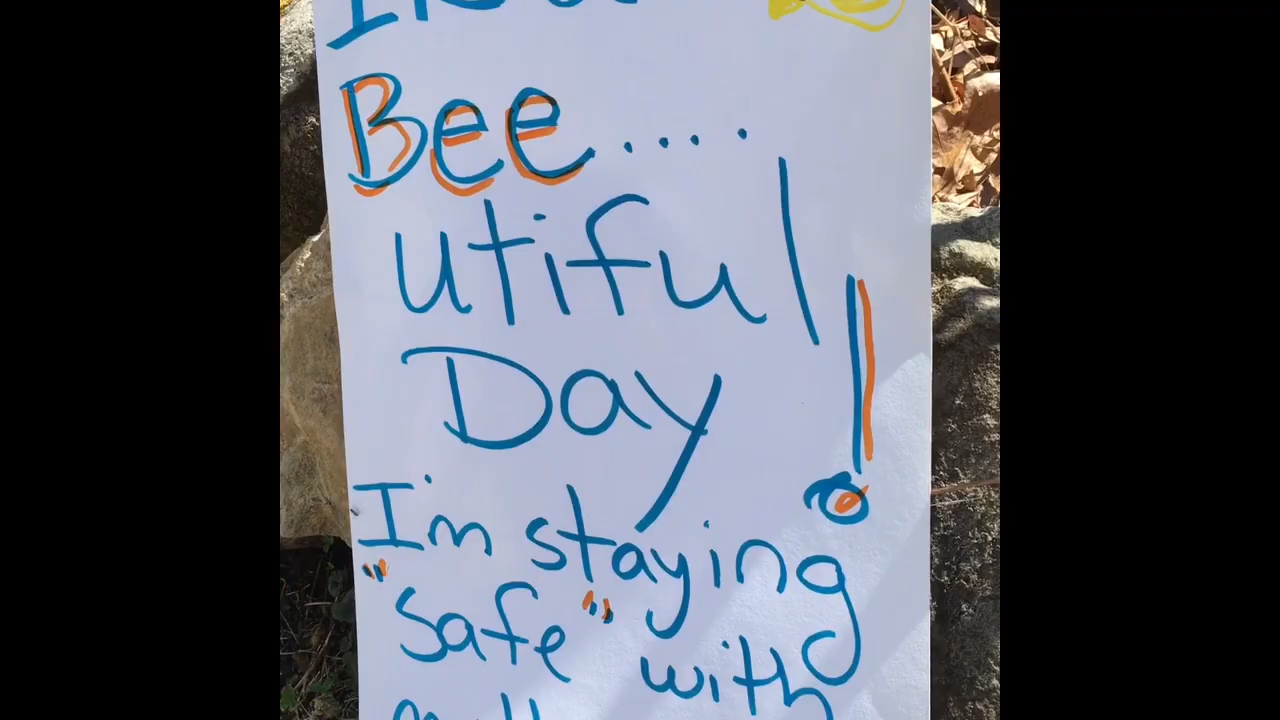 Bee....
utiful
Day!
I'm staying
"Safe" with